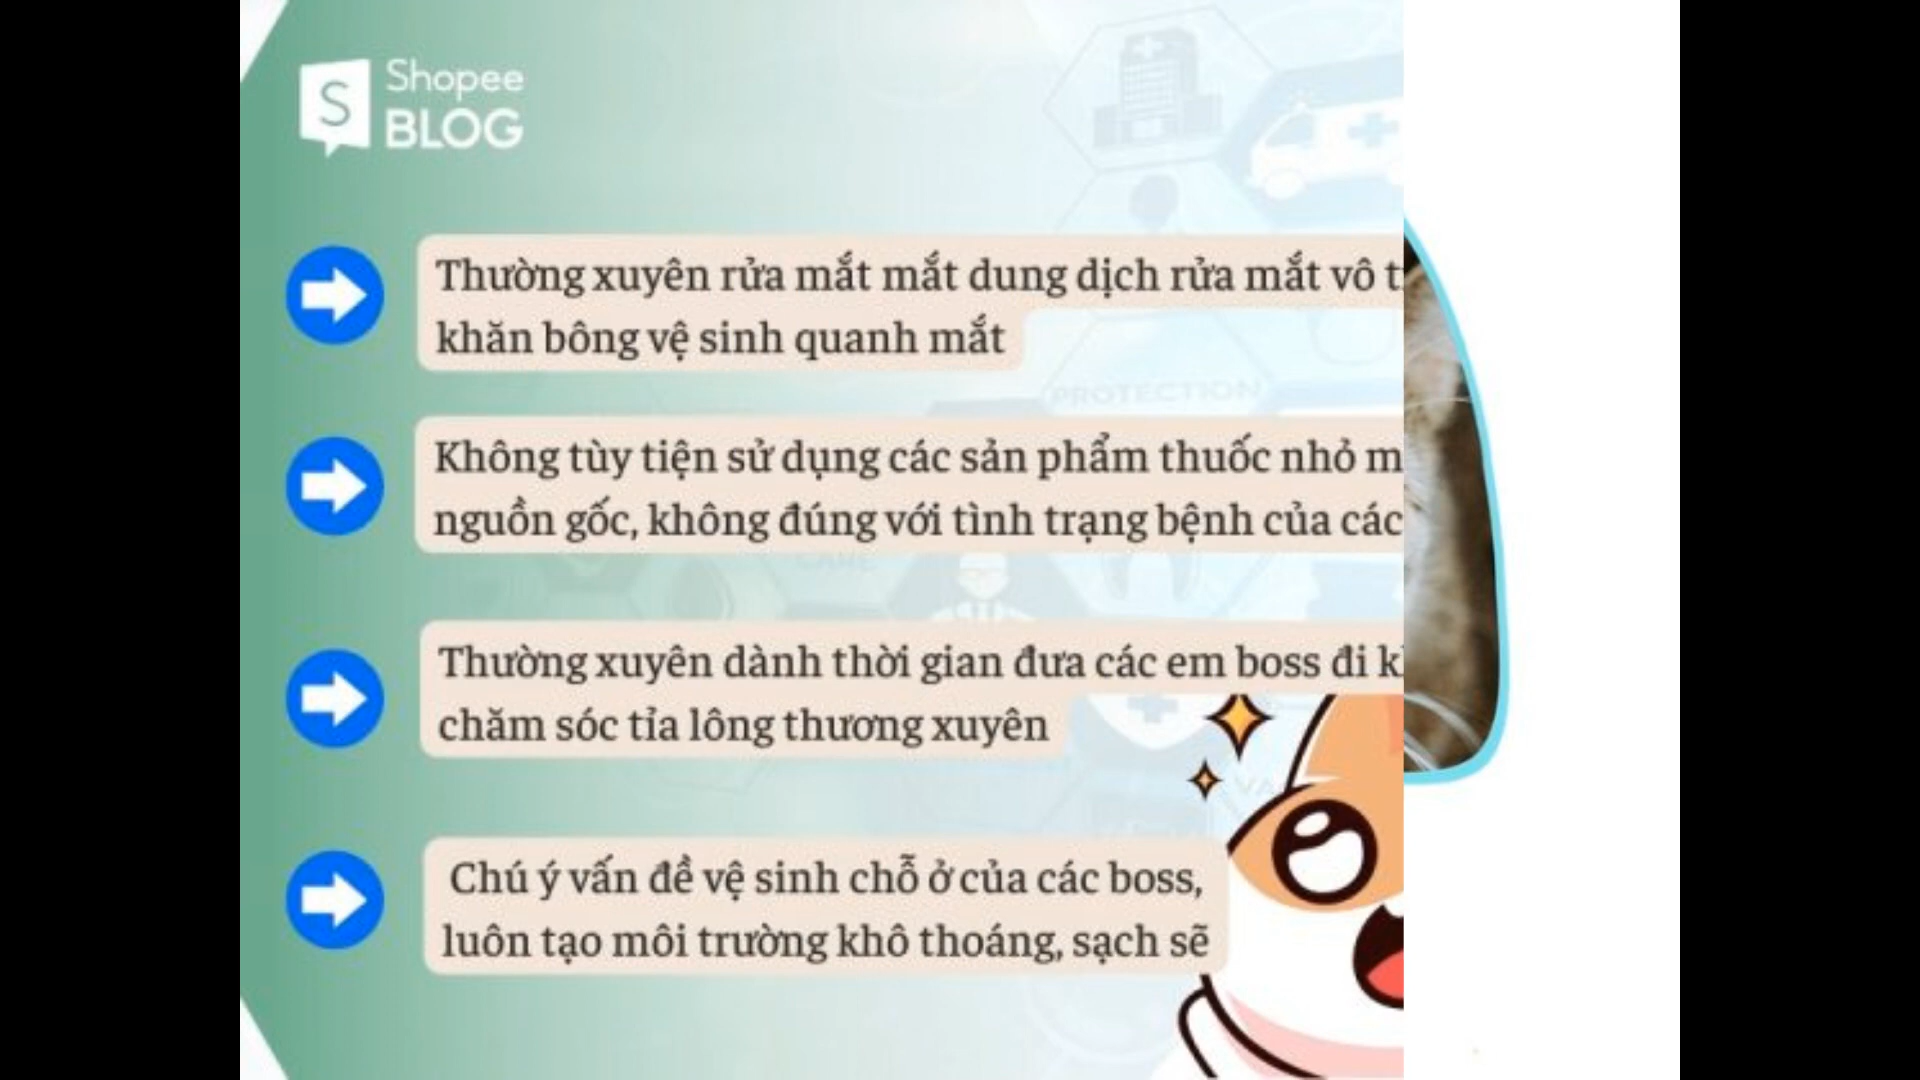 Shopee
BLOG
Thường xuyên rửa mắt mắt dung dịch rửa mắt vô
khăn bông vệ sinh quanh mắt
PROTECTION
Không tùy tiện sử dụng các sản phẩm thuốc nhỏ
nguồn gốc, không đúng với tình trạng bệnh của các
CARE
Thường xuyên dành thời gian đưa các em boss đi
chăm sóc tỉa lông thương xuyên
Chú ý vấn đề vệ sinh chỗ ở của các boss,
luôn tạo môi trường khô thoáng, sạch sẽ